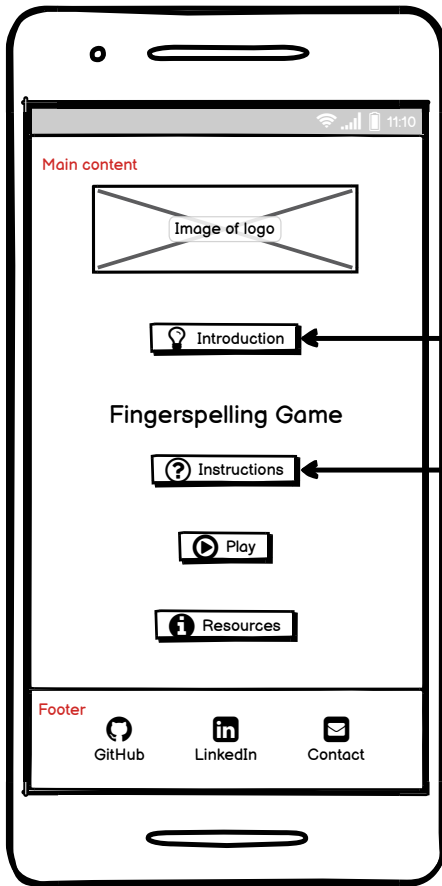 11:10
Main content
Image of logo
Introduction
Fingerspelling Game
Instructions
Play
Resources
Footer
GitHub
LinkedIn
Contact